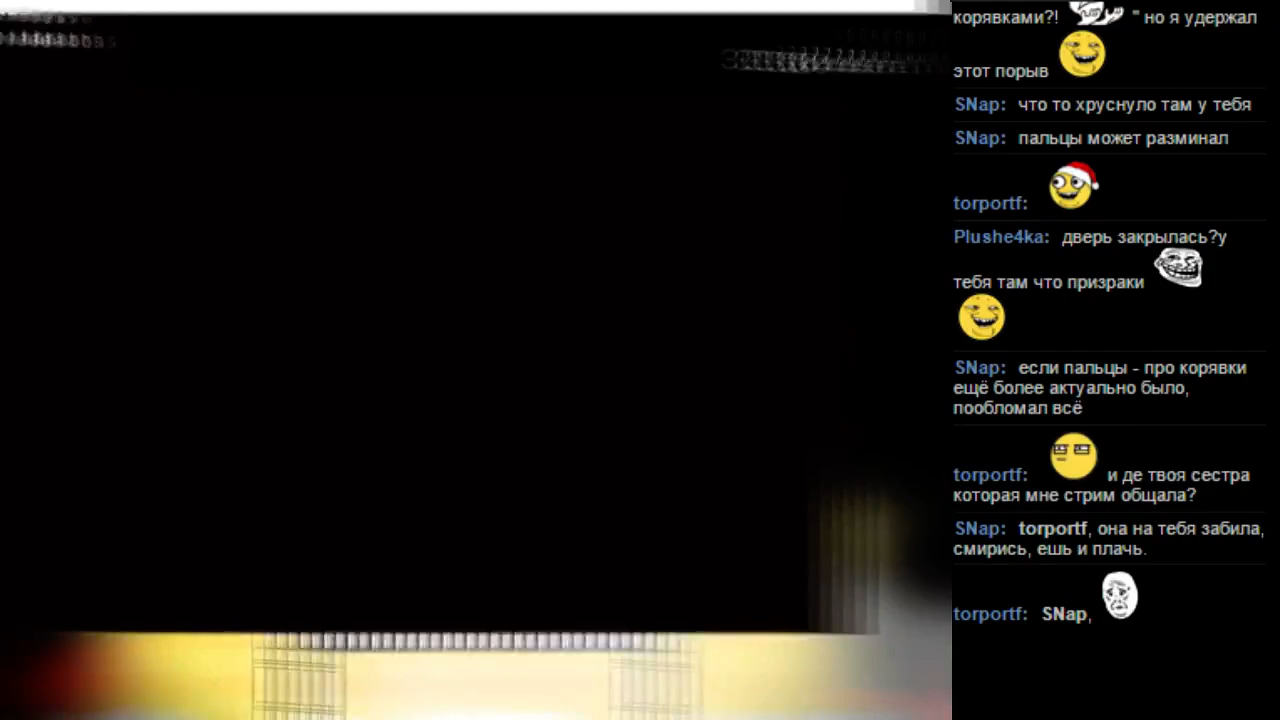 корявками?! " но я удержал
этот порыв
SNap: что то хруснуло там у тебя
SNap: пальцы может разминал
torportf:
Plushe4ka: дверь закрылась?у
тебя там что призраки
SNap: если пальцы - про корявки
ещё более актуально было,
пообломал всё
torportf: и де твоя сестра
которая мне стрим общала?
SNap: torportf, она на тебя забила,
смирись, ешь и плачь.
torportf: SNap,